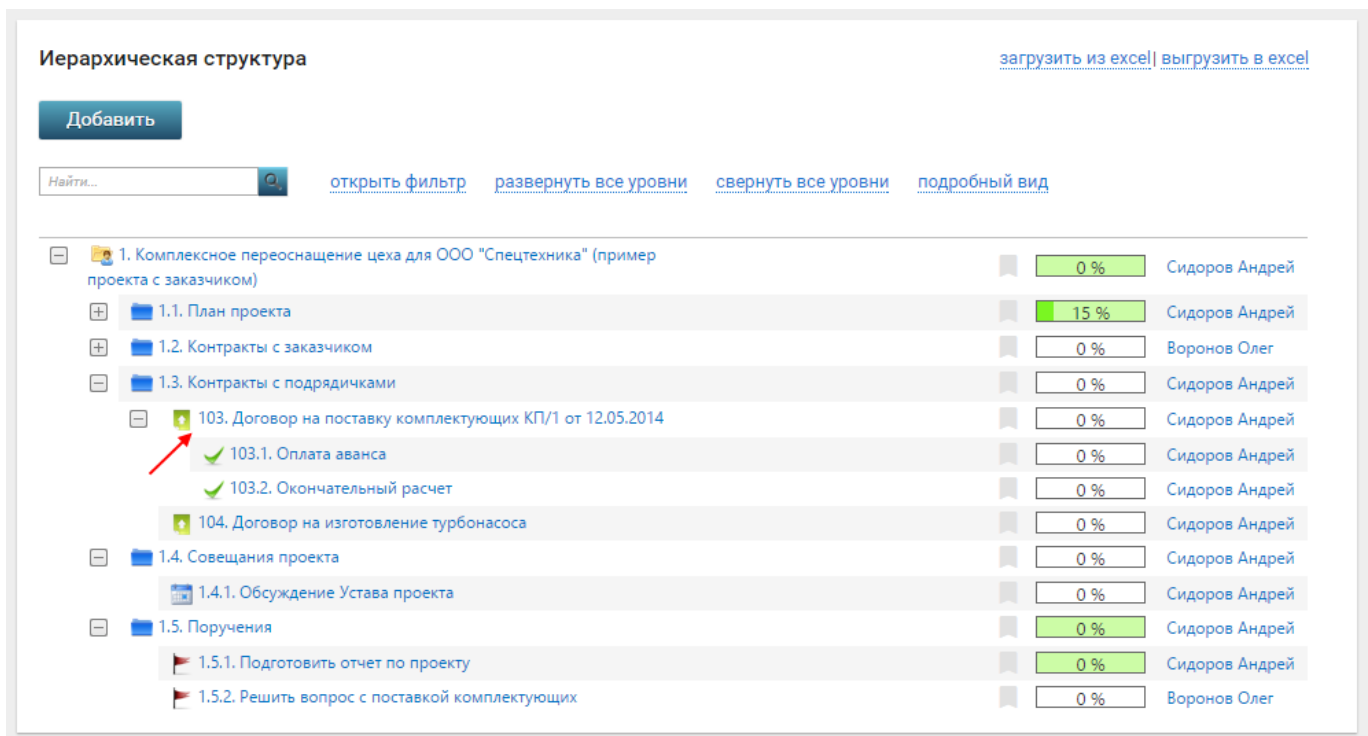 Иерархическая структура
загрузить из excel| выгрузить в excel
Добавить
Найти...
открыть фильтр развернуть все уровни свернуть все уровни подробный вид
1. Комплексное переоснащение цеха для ООО "Спецтехника" (пример
проекта с заказчиком)
0 % Сидоров Андрей
1.1. План проекта 15 % Сидоров Андрей
1.2. Контракты с заказчиком 0 % Воронов Олег
1.3. Контракты с подрядичками 0 % Сидоров Андрей
103. Договор на поставку комплектующих КП/1 от 12.05.2014 0 % Сидоров Андрей
103.1. Оплата аванса 0 % Сидоров Андрей
103.2. Окончательный расчет 0 % Сидоров Андрей
104. Договор на изготовление турбонасоса 0 % Сидоров Андрей
1.4. Совещания проекта 0 % Сидоров Андрей
1.4.1. Обсуждение Устава проекта 0 % Сидоров Андрей
1.5. Поручения 0 % Сидоров Андрей
1.5.1. Подготовить отчет по проекту 0 % Сидоров Андрей
1.5.2. Решить вопрос с поставкой комплектующих 0 % Воронов Олег